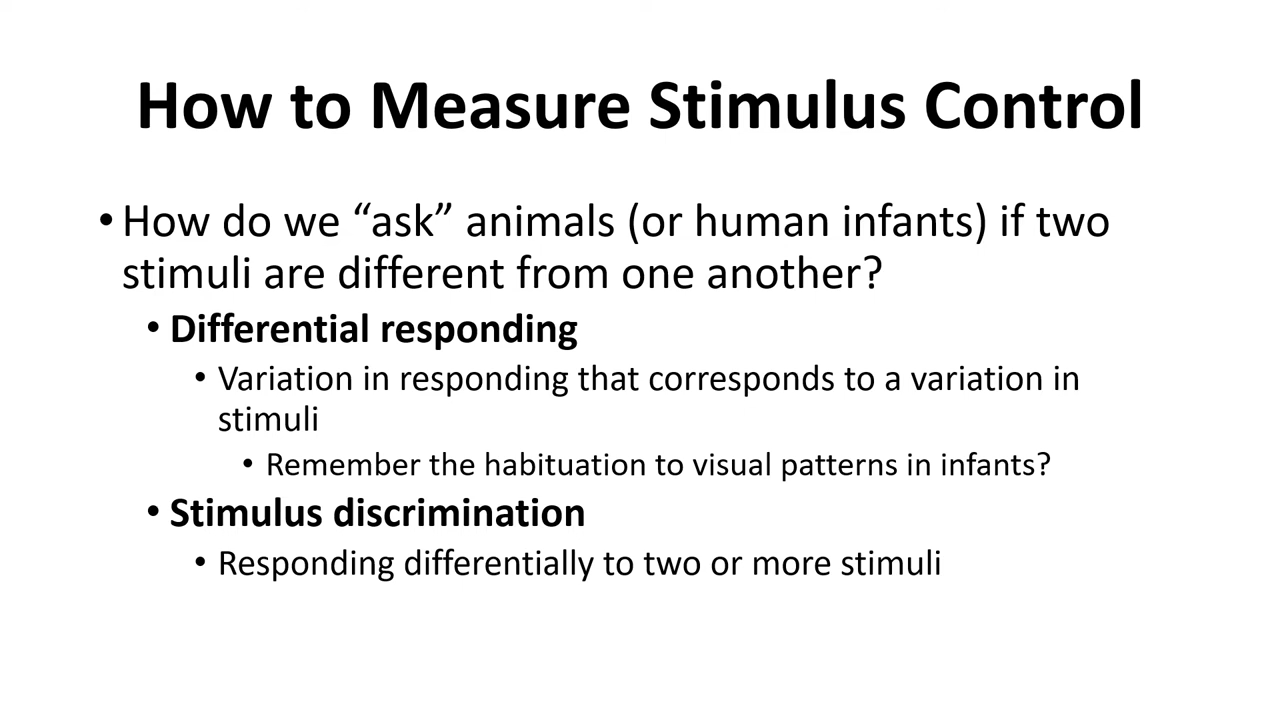 How to Measure Stimulus Control
• How do we “ask” animals (or human infants) if two
stimuli are different from one another?
• Differential responding
• Variation in responding that corresponds to a variation in
stimuli
• Remember the habituation to visual patterns in infants?
• Stimulus discrimination
• Responding differentially to two or more stimuli